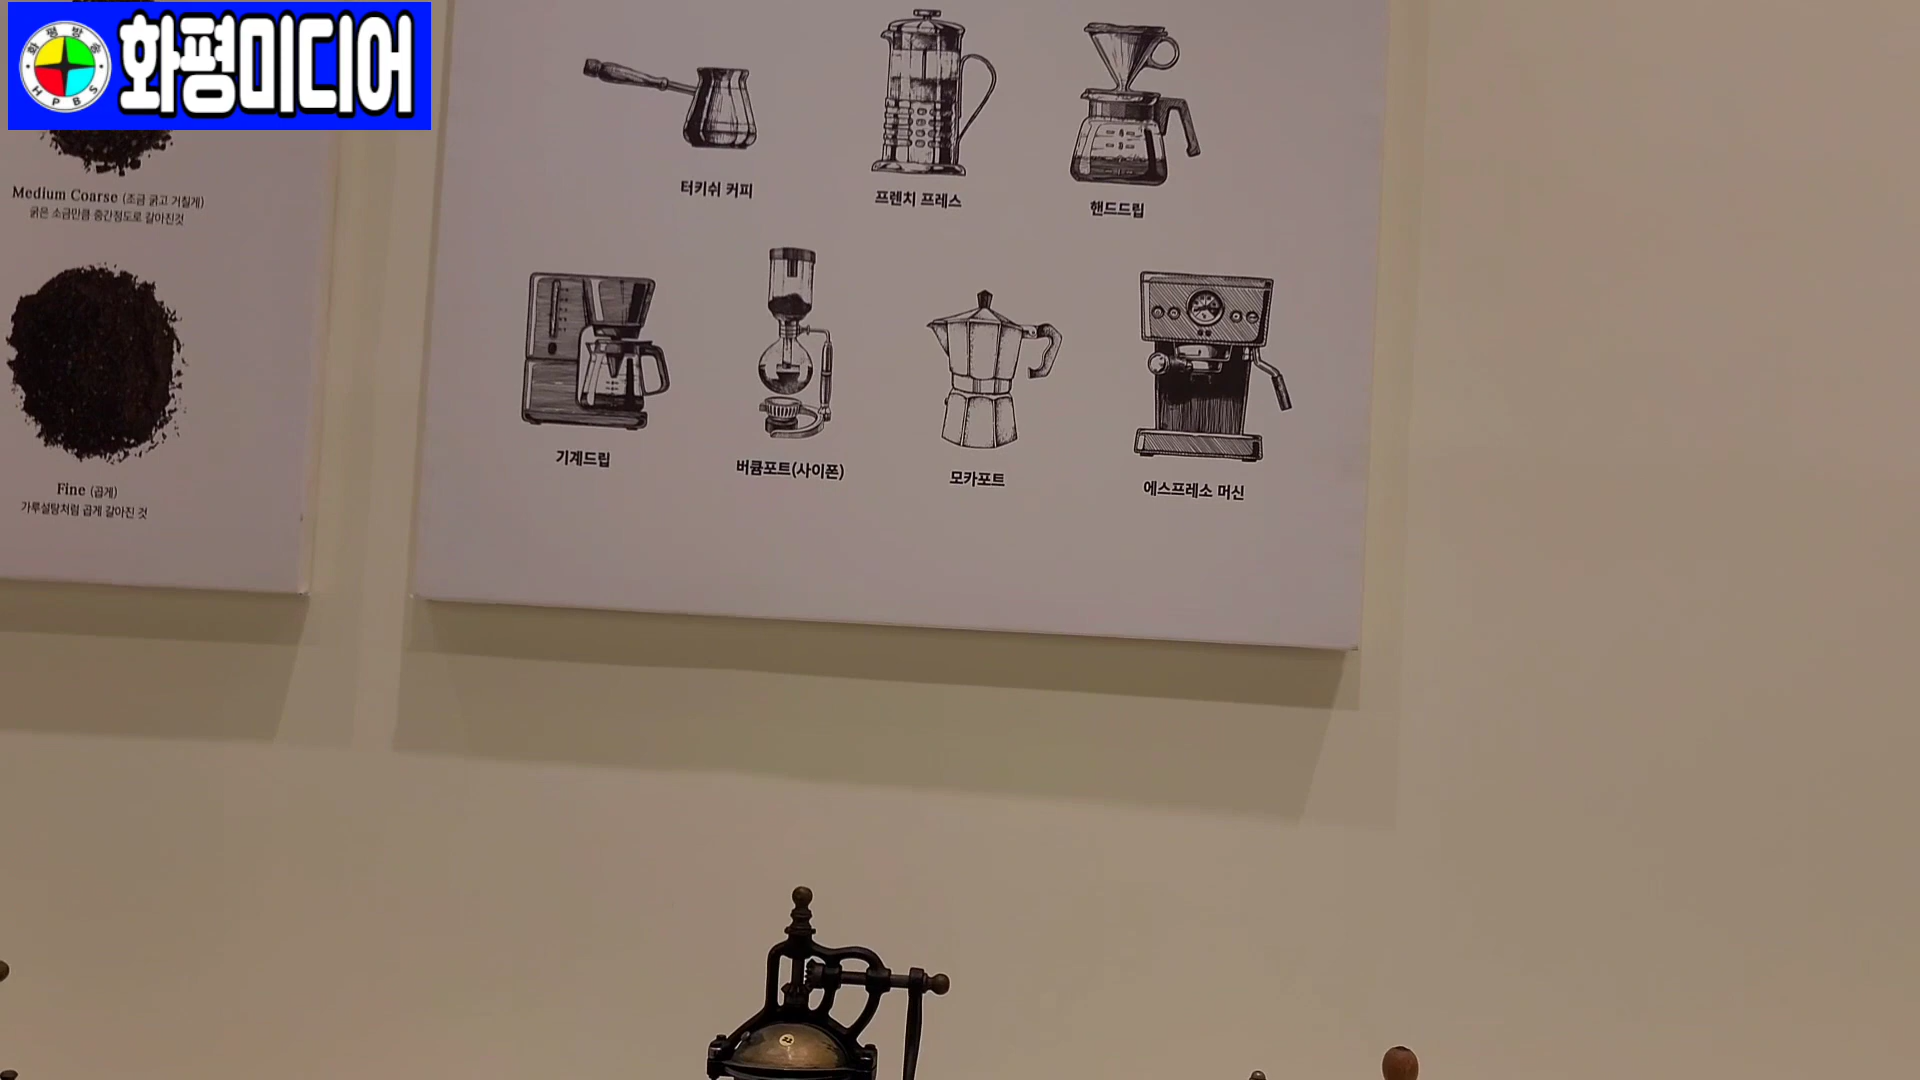 화평방송
HPBS
화평미디어
Medium Coarse (조금 굵고 거칠게)
굵은 소금만큼 중간정도로 갈아진것
Fine (곱게)
가루설탕처럼 곱게 갈아진 것
터키쉬 커피
프렌치 프레스
핸드드립
기계드립
버큠포트(사이폰)
모카포트
에스프레소 머신